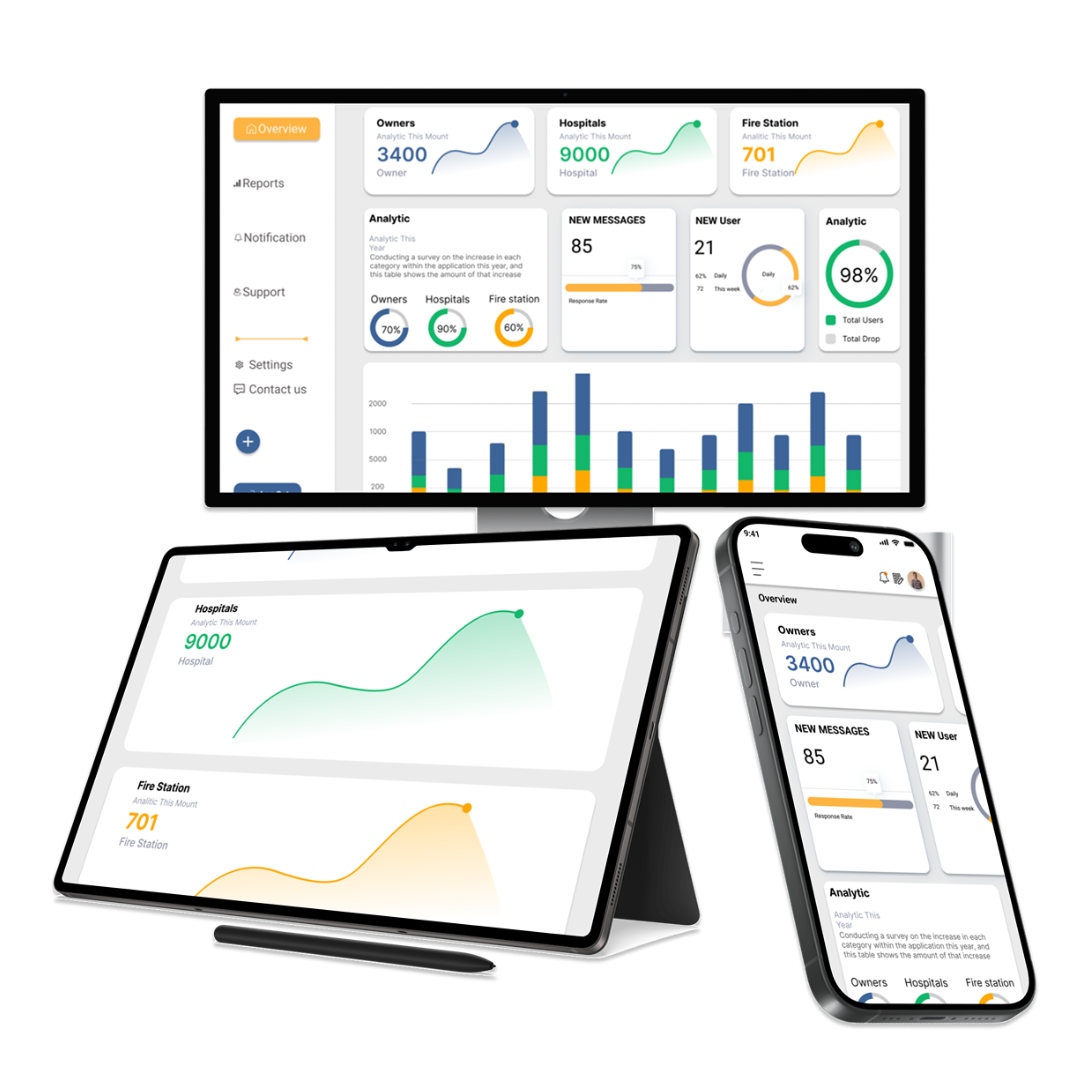 Overview
Reports
Notification
Support
Settings
Contact us
Owners
Analytic This Mount
3400
Owner
Hospitals
Analytic This Mount
9000
Hospital
Fire Station
Analitic This Mount
701
Fire Station
Analytic
Analytic This
Year
Conducting a survey on the increase in each
category within the application this year, and
this table shows the amount of that increase
Owners
Hospitals
Fire station
70%
90%
60%
NEW MESSAGES
85
75%
Response Rate
NEW User
21
62% Daily
72 This week
Daily
62%
Analytic
98%
Total Users
Total Drop
2000
1000
5000
200
Hospitals
Analytic This Mount
9000
Hospital
Fire Station
Analitic This Mount
701
Fire Station
9:41
Overview
Owners
Analytic This Mount
3400
Owner
NEW MESSAGES
85
75%
Response Rate
NEW User
21
62% Daily
72 This week
Analytic
Analytic This
Year
Conducting a survey on the increase in each
category within the application this year, and
this table shows the amount of that increase
Owners
Hospitals
Fire station